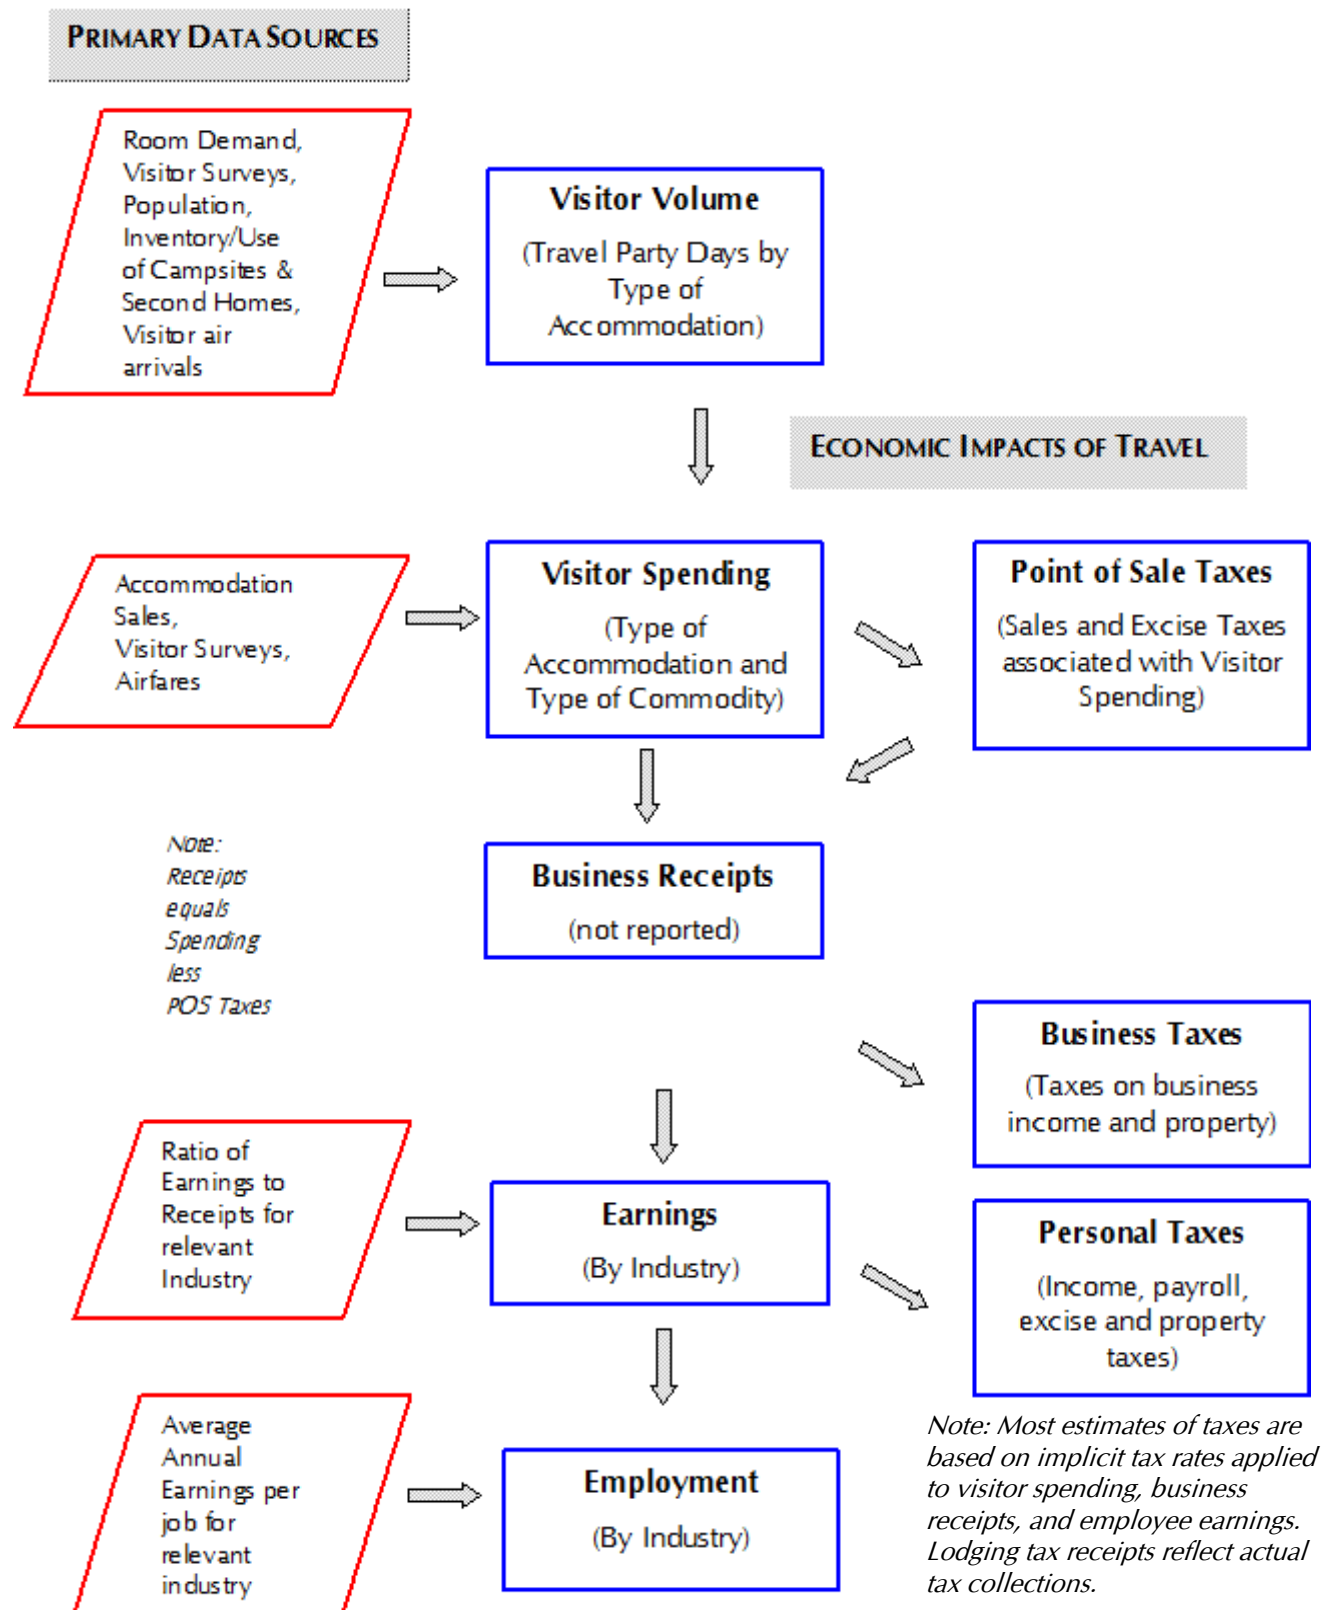 PRIMARY DATA SOURCES
Room Demand,
Visitor Surveys,
Population,
Inventory/Use
of Campsites &
Second Homes,
Visitor air
arrivals
Visitor Volume
(Travel Party Days by
Type of
Accommodation)
ECONOMIC IMPACTS OF TRAVEL
Accommodation
Sales,
Visitor Surveys,
Airfares
Visitor Spending
(Type of
Accommodation and
Type of Commodity)
Point of Sale Taxes
(Sales and Excise Taxes
associated with Visitor
Spending)
Note:
Receipts
equals
Spending
less
POS Taxes
Business Receipts
(not reported)
Business Taxes
(Taxes on business
income and property)
Ratio of
Earnings to
Receipts for
relevant
Industry
Earnings
(By Industry)
Personal Taxes
(Income, payroll,
excise and property
taxes)
Average
Annual
Earnings per
job for
relevant
industry
Employment
(By Industry)
Note: Most estimates of taxes are
based on implicit tax rates applied
to visitor spending, business
receipts, and employee earnings.
Lodging tax receipts reflect actual
tax collections.